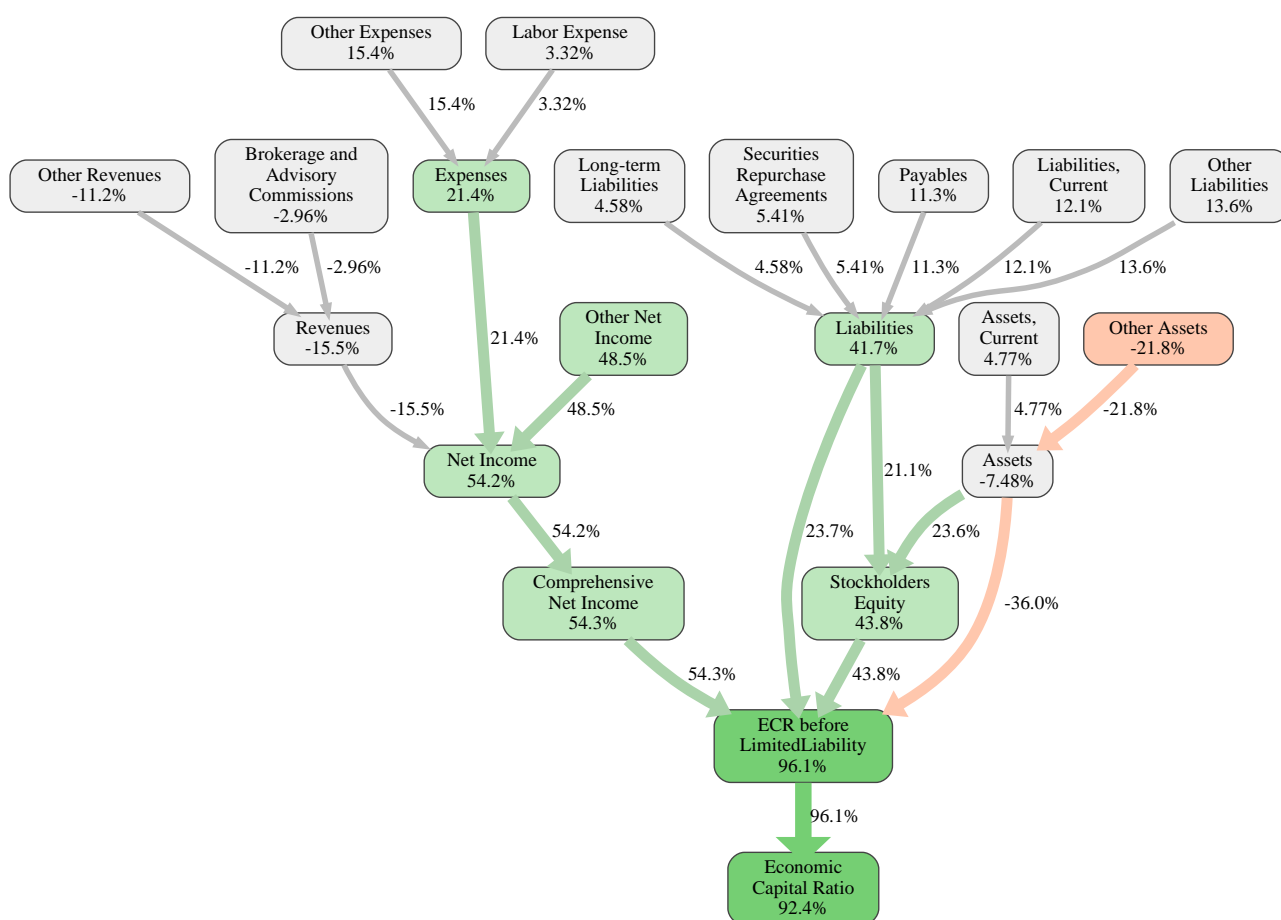 Other Expenses
15.4%
Labor Expense
3.32%
15.4%
3.32%
Other Revenues
-11.2%
Brokerage and
Advisory
Commissions
-2.96%
Expenses
21.4%
Long-term
Liabilities
4.58%
Securities
Repurchase
Agreements
5.41%
Payables
11.3%
Liabilities,
Current
12.1%
Other
Liabilities
13.6%
-11.2%
-2.96%
4.58%
5.41%
11.3%
12.1%
13.6%
Revenues
-15.5%
21.4%
Other Net
Income
48.5%
Liabilities
41.7%
Assets,
Current
4.77%
Other Assets
-21.8%
-15.5%
48.5%
4.77%
-21.8%
Net Income
54.2%
21.1%
Assets
-7.48%
54.2%
23.7%
23.6%
Comprehensive
Net Income
54.3%
Stockholders
Equity
43.8%
-36.0%
54.3%
43.8%
ECR before
LimitedLiability
96.1%
96.1%
Economic
Capital Ratio
92.4%